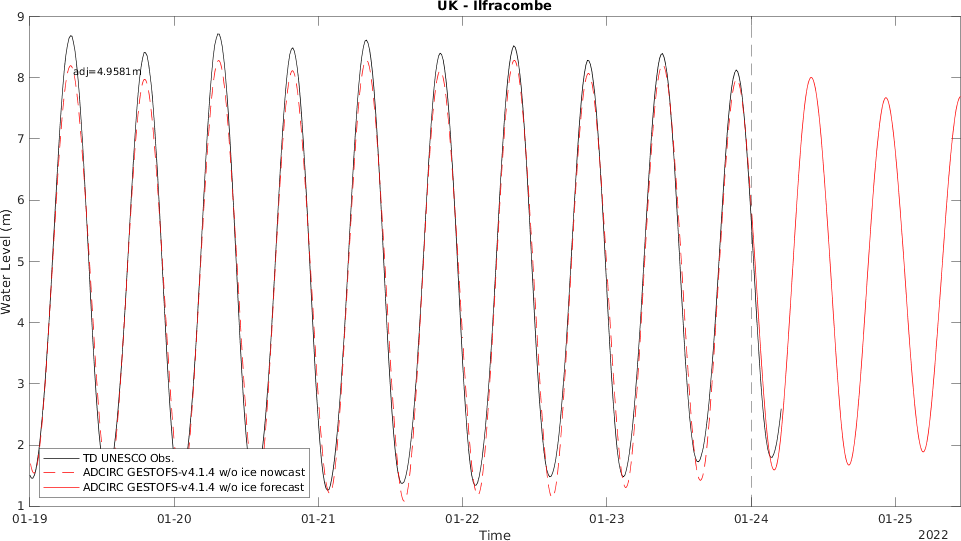 UK - Ilfracombe
9
8
7
6
5
4
3
2
1
Water Level (m)
adj=4.9581m
TD UNESCO Obs.
ADCIRC GESTOFS-v4.1.4 w/o ice nowcast
ADCIRC GESTOFS-v4.1.4 w/o ice forecast
01-19 01-20 01-21 01-22 01-23 01-24 01-25
Time
2022